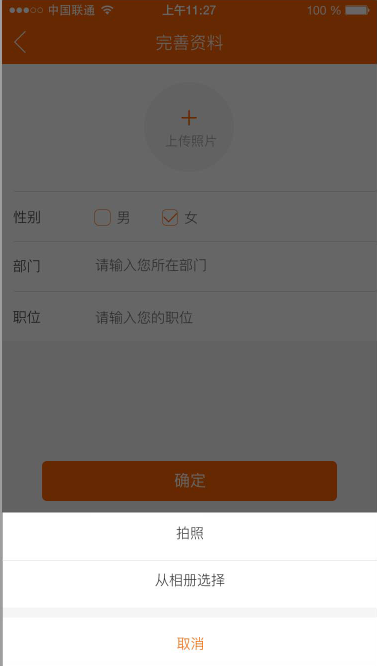 中国联通 上午11:27 100 %
完善资料
上传照片
性别 男 女
部门 请输入您所在部门
职位 请输入您的职位
确定
拍照
从相册选择
取消